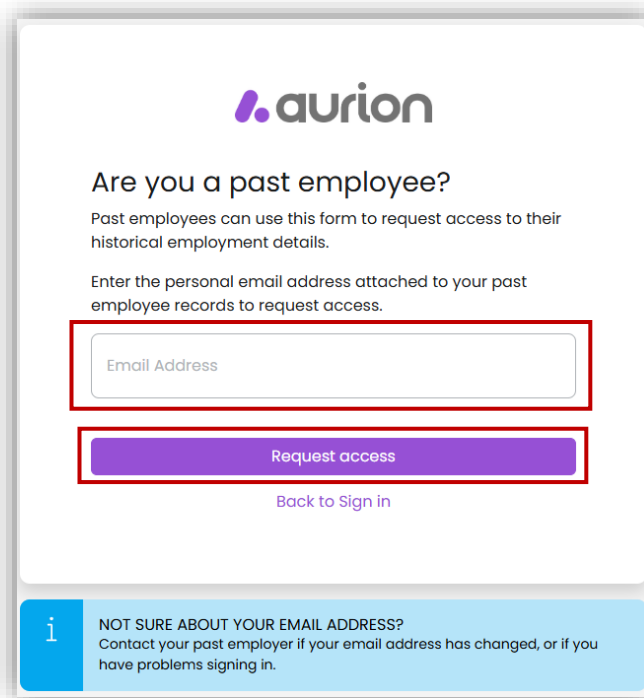 aurion
Are you a past employee?
Past employees can use this form to request access to their
historical employment details.
Enter the personal email address attached to your past
employee records to request access.
Email Address
Request access
Back to Sign in
i
NOT SURE ABOUT YOUR EMAIL ADDRESS?
Contact your past employer if your email address has changed, or if you
have problems signing in.